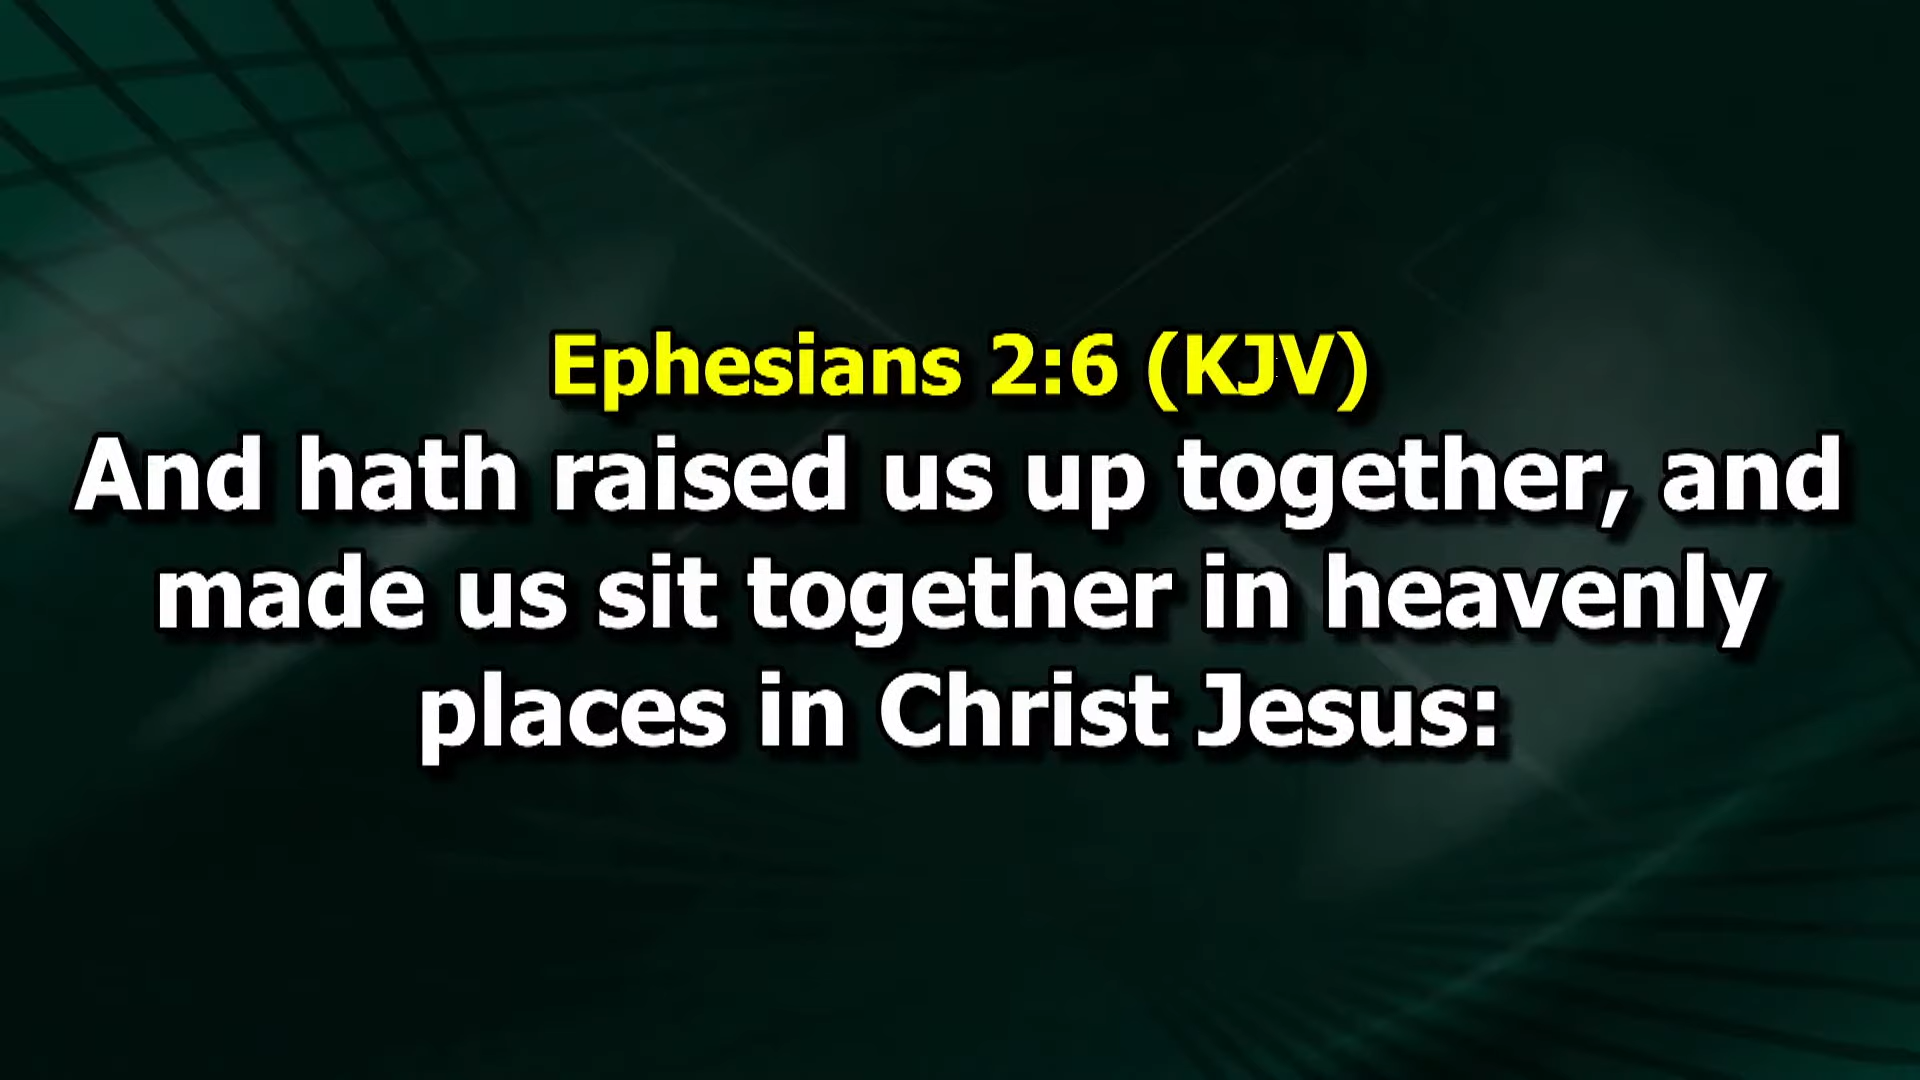 Ephesians 2:6 (KJV)
And hath raised us up together, and
made us sit together in heavenly
places in Christ Jesus: